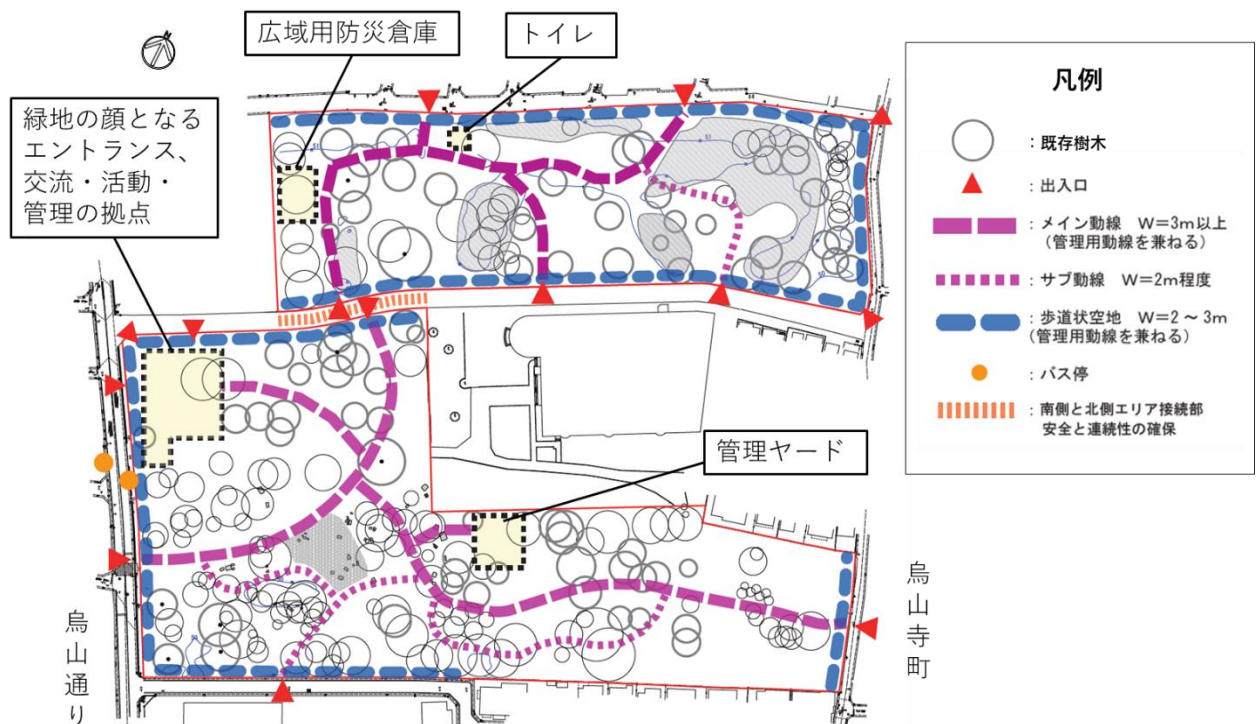 広域用防災倉庫
トイレ
緑地の顔となる
エントランス、
交流・活動・
管理の拠点
管理ヤード
烏山通り
烏山寺町
凡例
：既存樹木
：出入口
：メイン動線　W＝3m以上
（管理用動線を兼ねる）
：サブ動線　W＝2m程度
：歩道状空地　W＝2～3m
（管理用動線を兼ねる）
：バス停
：南側と北側エリア接続部
安全と連続性の確保